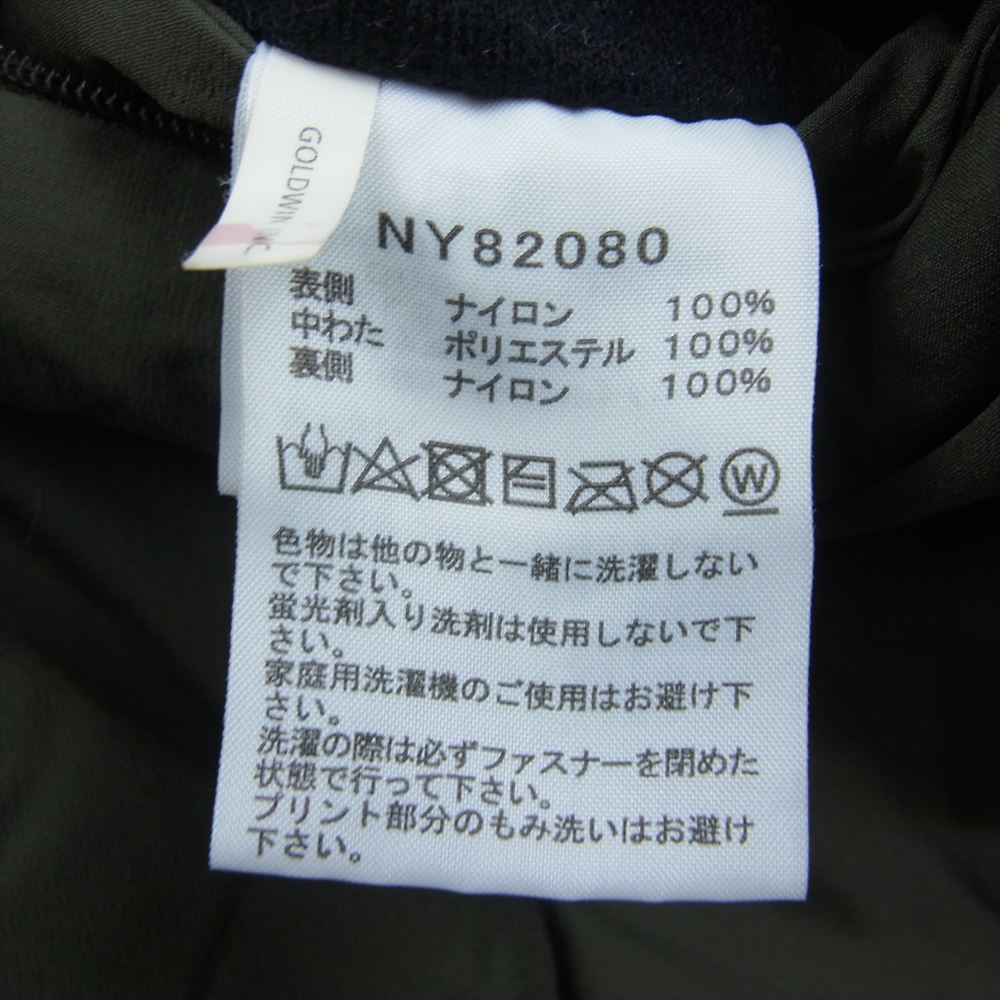 GOLDWIN INC
NY82080
表側 ナイロン 100%
中わた ポリエステル 100%
裏側 ナイロン 100%
W
色物は他の物と一緒に洗濯しない
で下さい。
蛍光剤入り洗剤は使用しないで下
さい。
家庭用洗濯機のご使用はお避け下
さい。
洗濯の際は必ずファスナーを閉めた
状態で行って下さい。
プリント部分のもみ洗いはお避け
下さい。